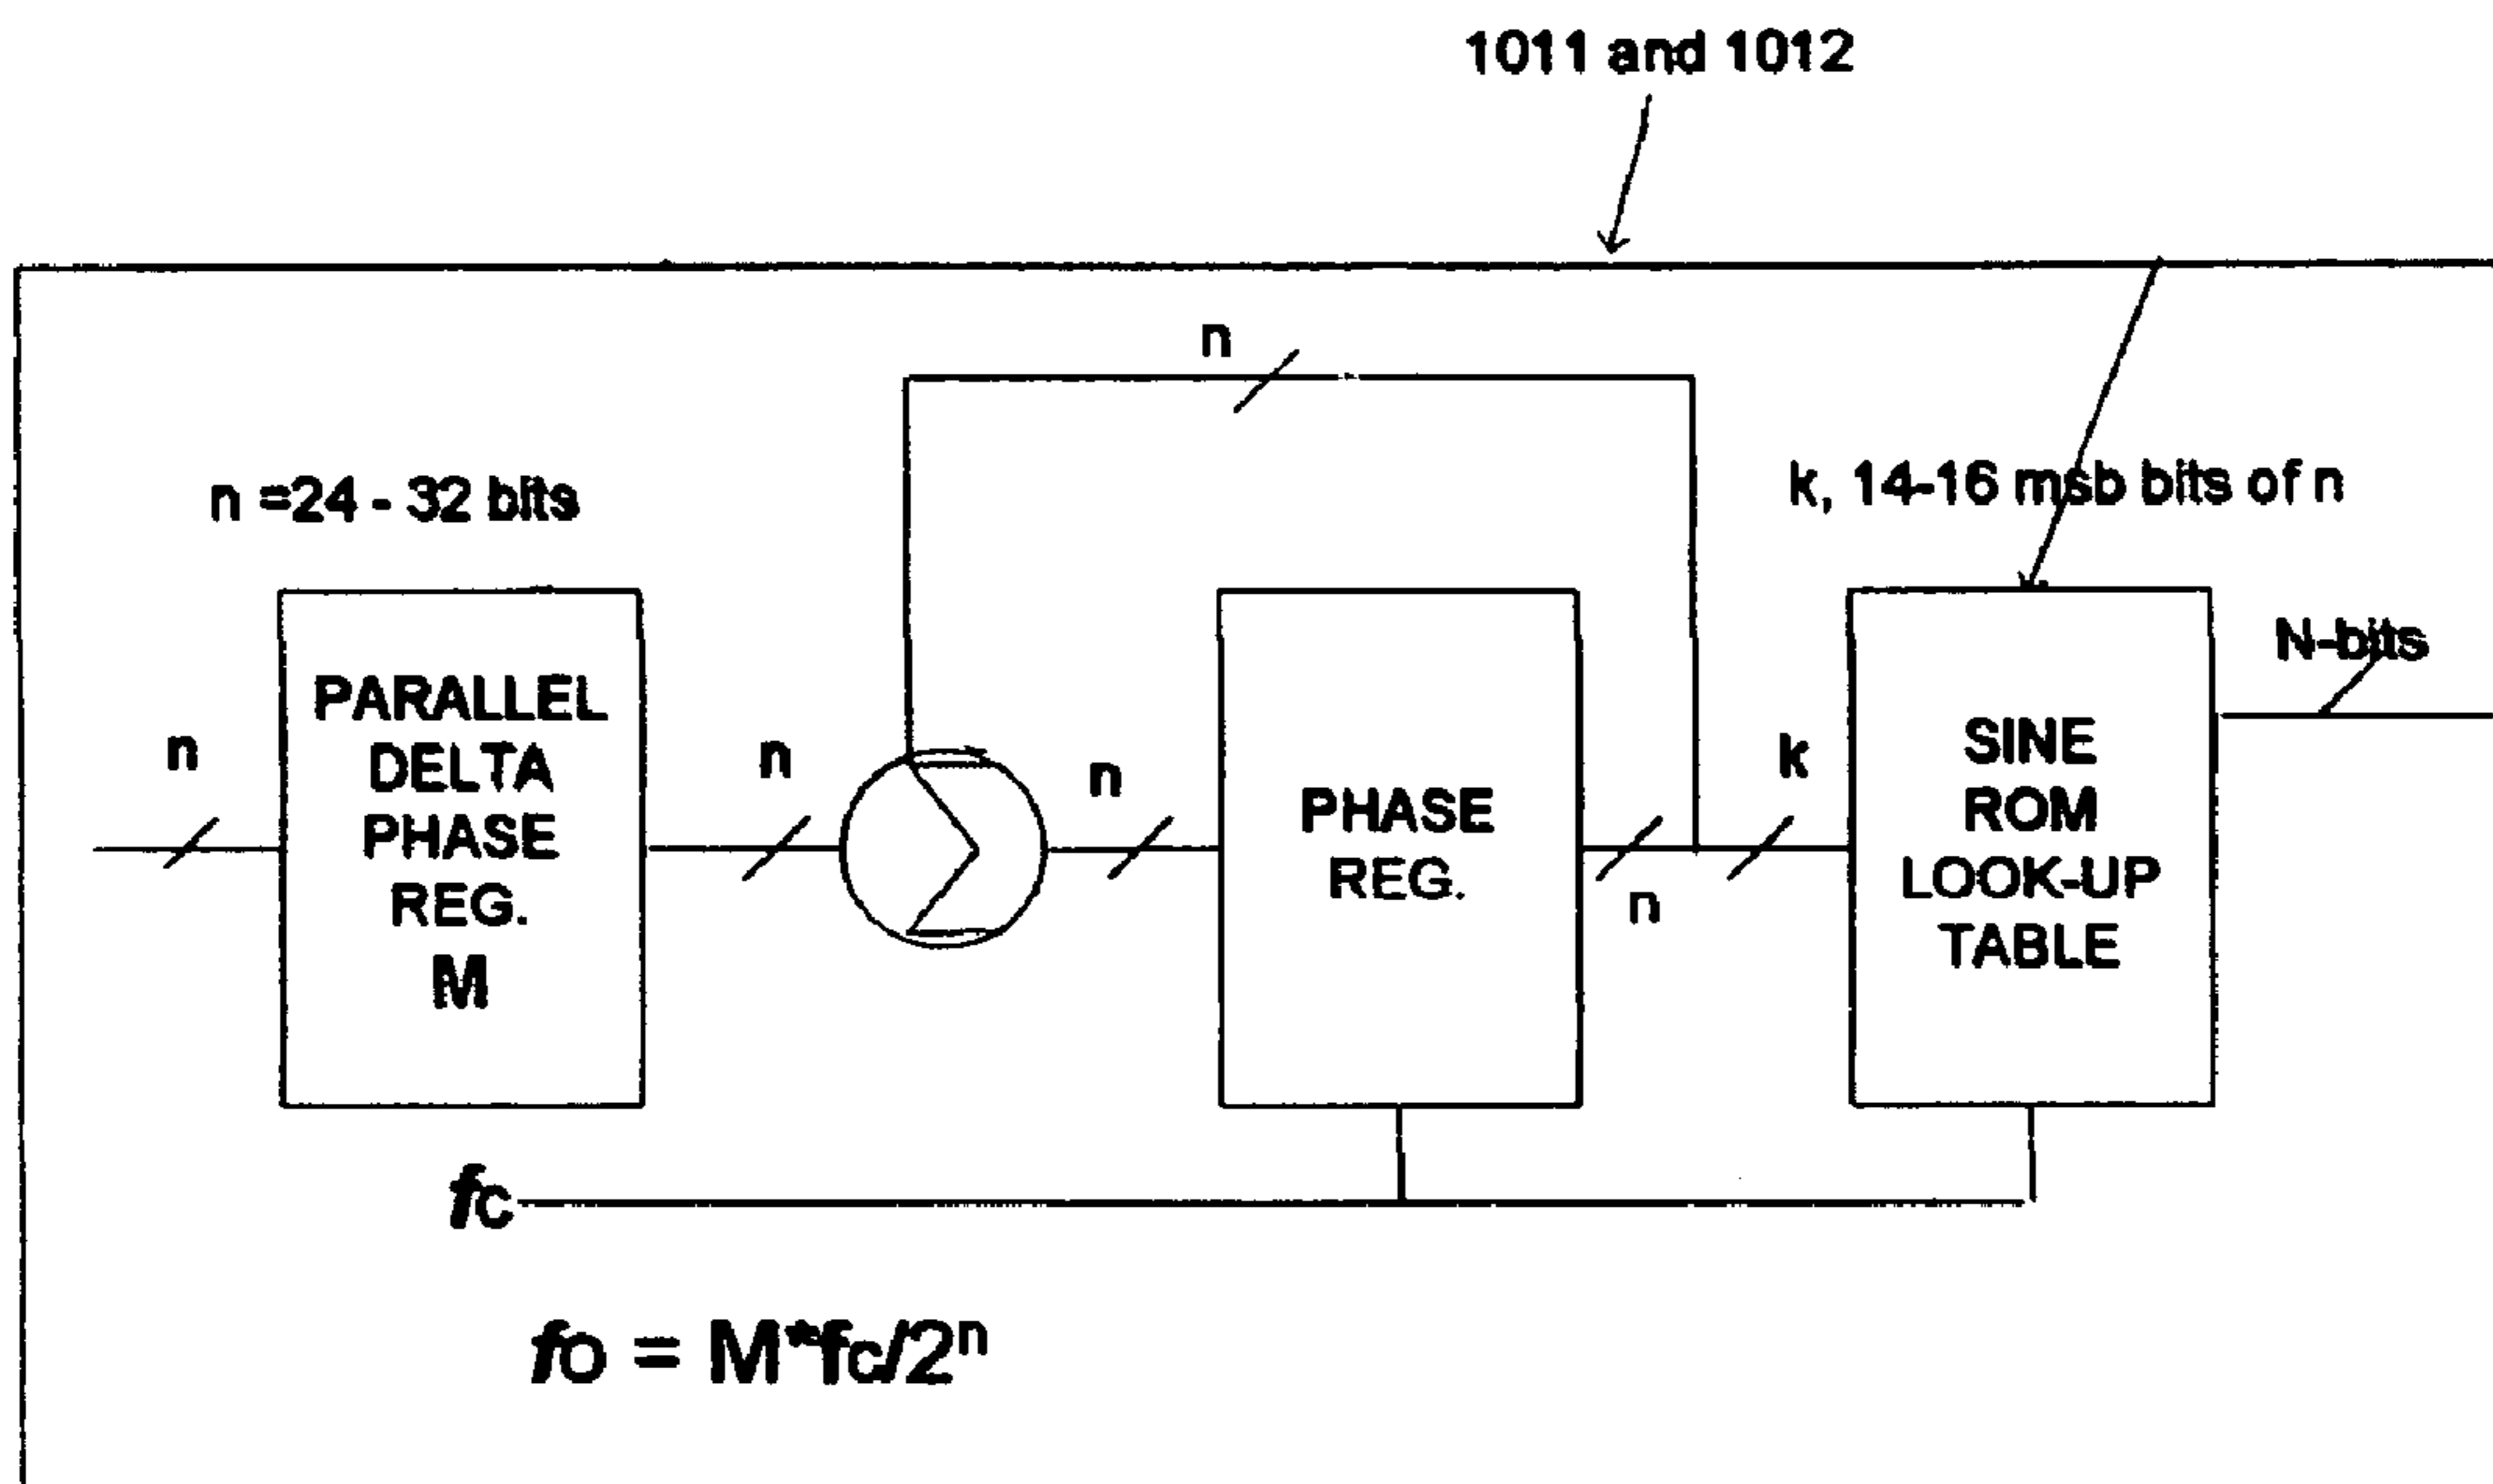 1011 and 1012
n
n =24 - 32 bits
k, 14-16 msb bits of n
N-bits
PARALLEL
DELTA
PHASE
REG.
M
n
n
n
PHASE
REG.
n
k
SINE
ROM
LOOK-UP
TABLE
fc
fo = M*fc/2ⁿ